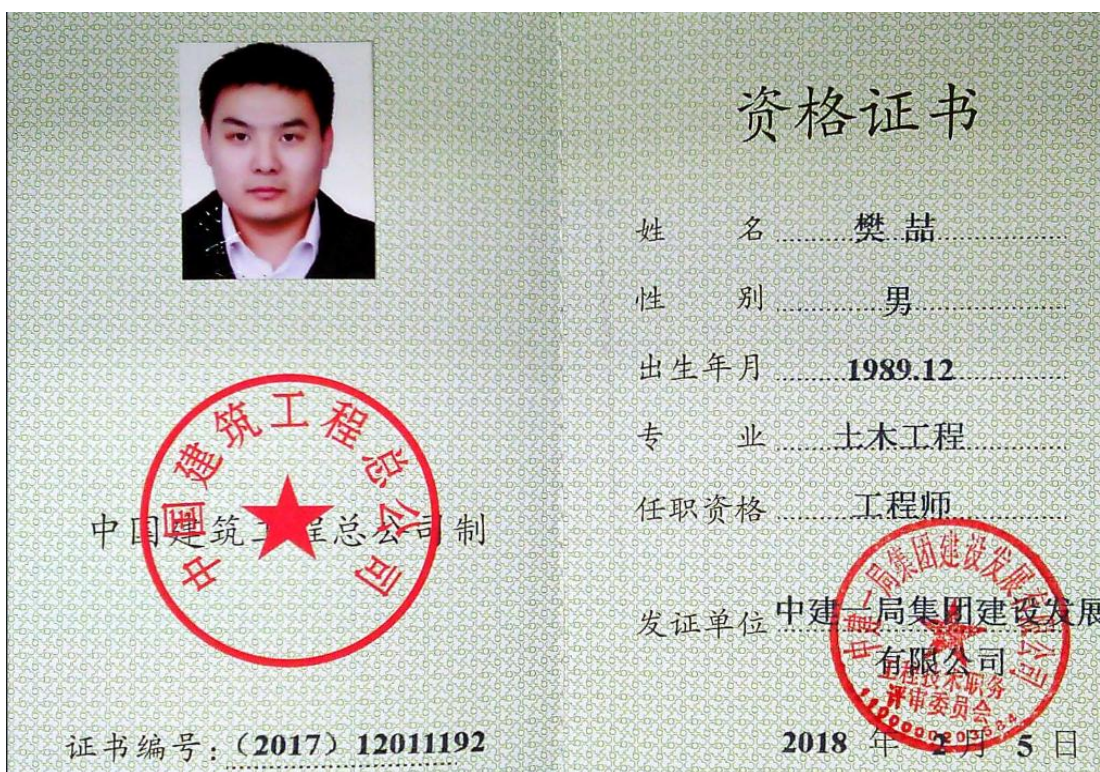 中国建筑工程总公司
中国建筑工程总公司制
证书编号：（2017）12011192
资格证书
姓 名 樊喆
性 别 男
出生年月 1989.12
专 业 土木工程
任职资格 工程师
发证单位 中建一局集团建设发展
有限公司
中建一局集团建设发展有限公司
工程技术职务
评审委员会
2018 年 2 月 5 日